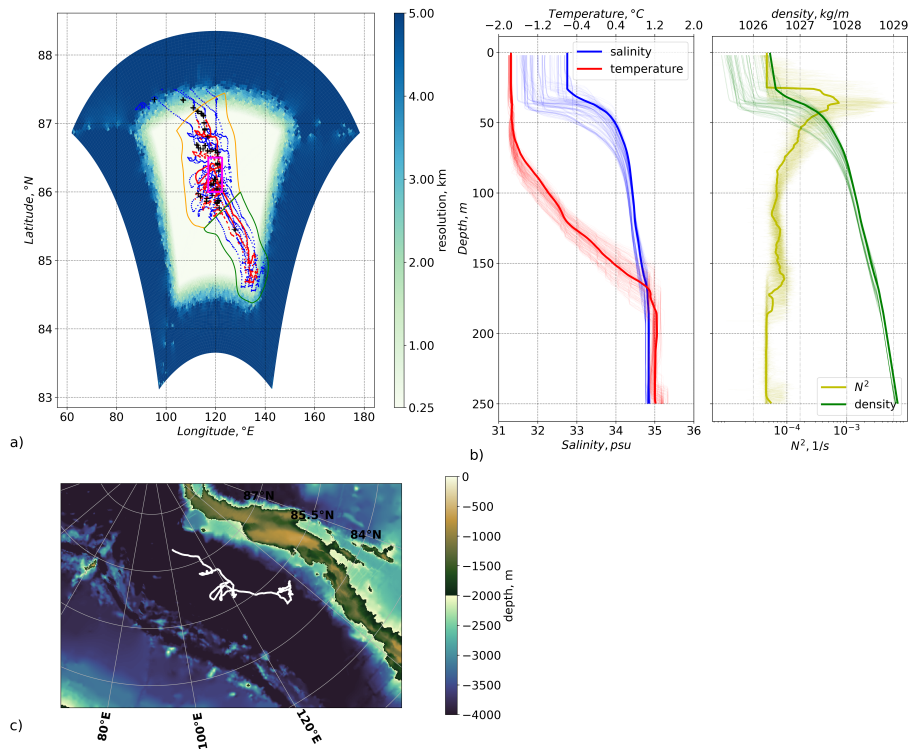 88
87
86
85
84
83
Latitude, °N
60
80
100
120
140
160
180
Longitude, °E
5.00
4.00
3.00
2.00
1.00
0.25
resolution, km
a)
Temperature, °C
−2.0
−1.2
−0.4
0.4
1.2
2.0
salinity
temperature
0
50
100
150
200
250
Depth, m
31
32
33
34
35
36
Salinity, psu
density, kg/m
1026
1027
1028
1029
N²
density
10⁻⁴
10⁻³
N², 1/s
b)
87°N
85.5°N
84°N
80°E
100°E
120°E
0
−500
−1000
−1500
−2000
−2500
−3000
−3500
−4000
depth, m
c)